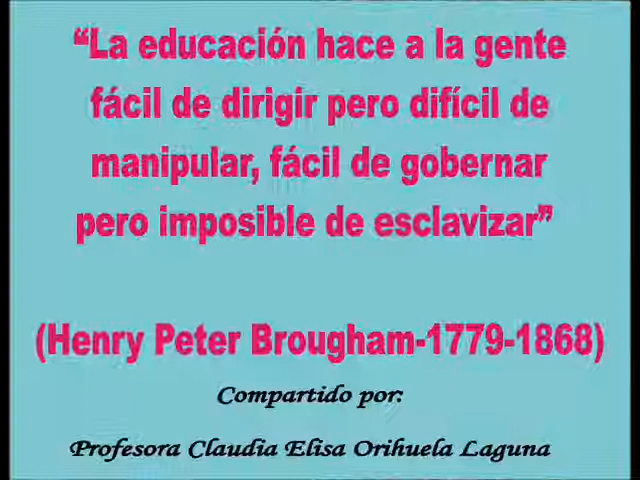 “La educación hace a la gente
fácil de dirigir pero difícil de
manipular, fácil de gobernar
pero imposible de esclavizar”
(Henry Peter Brougham-1779-1868)
Compartido por:
Profesora Claudia Elisa Orihuela Laguna